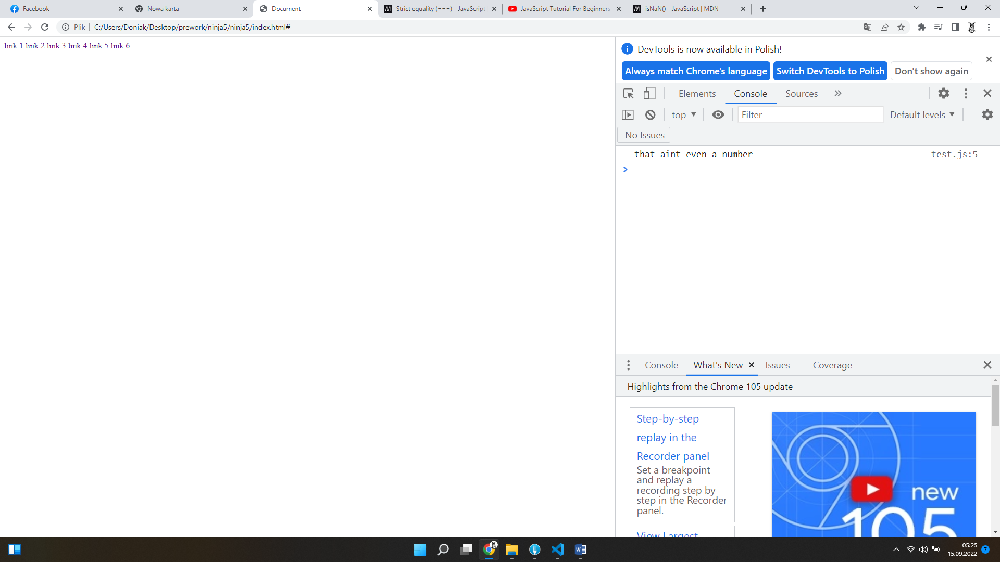 Facebook
Nowa karta
Document
Strict equality (===) - JavaScript
JavaScript Tutorial For Beginners
isNaN() - JavaScript | MDN
Plik
C:/Users/Doniak/Desktop/prework/ninja5/ninja5/index.html#
link 1 link 2 link 3 link 4 link 5 link 6
DevTools is now available in Polish!
Always match Chrome's language
Switch DevTools to Polish
Don't show again
Elements
Console
Sources
top
Filter
Default levels
No Issues
that aint even a number
test.js:5
Console
What's New
Issues
Coverage
Highlights from the Chrome 105 update
Step-by-step
replay in the
Recorder panel
Set a breakpoint
and replay a
recording step by
step in the Recorder
panel.
View Largest
new
105
05:25
15.09.2022
7